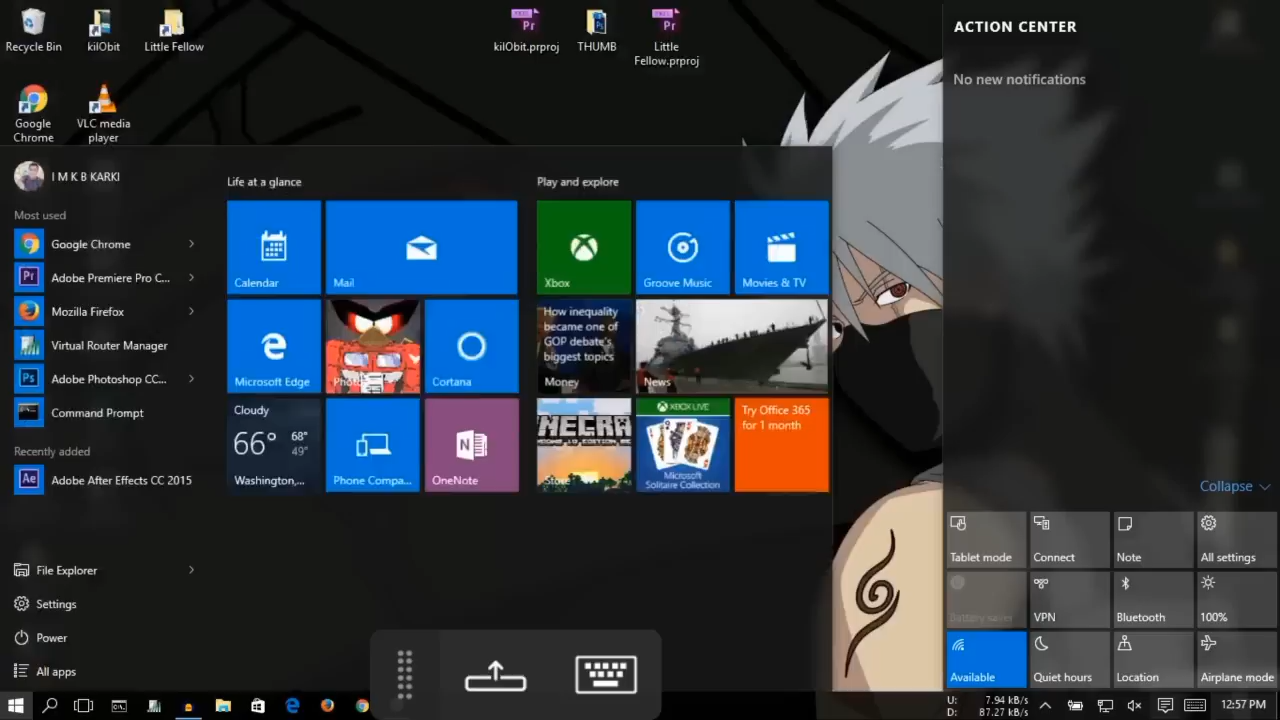 Recycle Bin
kilObit
Little Fellow
kilObit.prproj
THUMB
Little
Fellow.prproj
Google
Chrome
VLC media
player
I M K B KARKI
Most used
Google Chrome
Adobe Premiere Pro C...
Mozilla Firefox
Virtual Router Manager
Adobe Photoshop CC...
Command Prompt
Recently added
Adobe After Effects CC 2015
File Explorer
Settings
Power
All apps
Life at a glance
Calendar
Mail
Microsoft Edge
Cortana
Cloudy
66° 68°
49°
Washington,...
Phone Compa...
OneNote
Play and explore
Xbox
Groove Music
Movies & TV
How inequality
became one of
GOP debate's
biggest topics
Money
News
Store
XBOX LIVE
Microsoft
Solitaire Collection
Try Office 365
for 1 month
ACTION CENTER
No new notifications
Collapse
Tablet mode
Connect
Note
All settings
Battery saver
VPN
Bluetooth
100%
Available
Quiet hours
Location
Airplane mode
U: 7.94 kB/s
D: 87.27 kB/s
12:57 PM